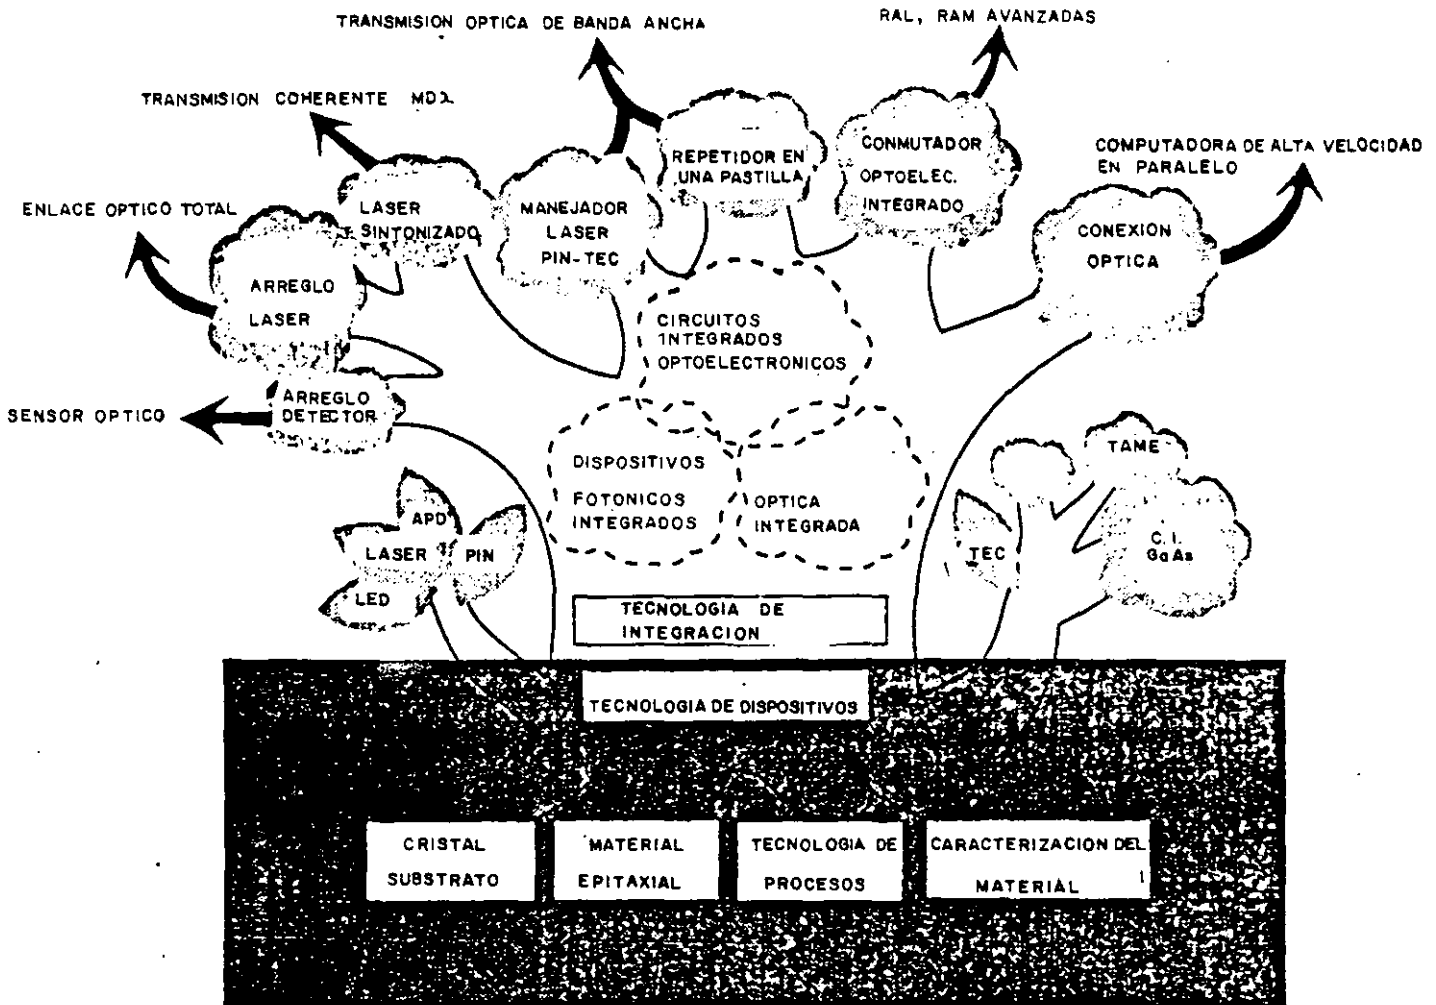 TRANSMISION OPTICA DE BANDA ANCHA
RAL, RAM AVANZADAS
TRANSMISION COHERENTE MDλ
COMPUTADORA DE ALTA VELOCIDAD
EN PARALELO
ENLACE OPTICO TOTAL
SENSOR OPTICO
ARREGLO
LASER
ARREGLO
DETECTOR
LASER
SINTONIZADO
MANEJADOR
LASER
PIN-TEC
REPETIDOR EN
UNA PASTILLA
CONMUTADOR
OPTOELEC.
INTEGRADO
CONEXION
OPTICA
CIRCUITOS
INTEGRADOS
OPTOELECTRONICOS
DISPOSITIVOS
FOTONICOS
INTEGRADOS
OPTICA
INTEGRADA
APD
LASER
PIN
LED
TEC
TAME
C.I.
GaAs
TECNOLOGIA DE
INTEGRACION
TECNOLOGIA DE DISPOSITIVOS
CRISTAL
SUBSTRATO
MATERIAL
EPITAXIAL
TECNOLOGIA DE
PROCESOS
CARACTERIZACION DEL
MATERIAL